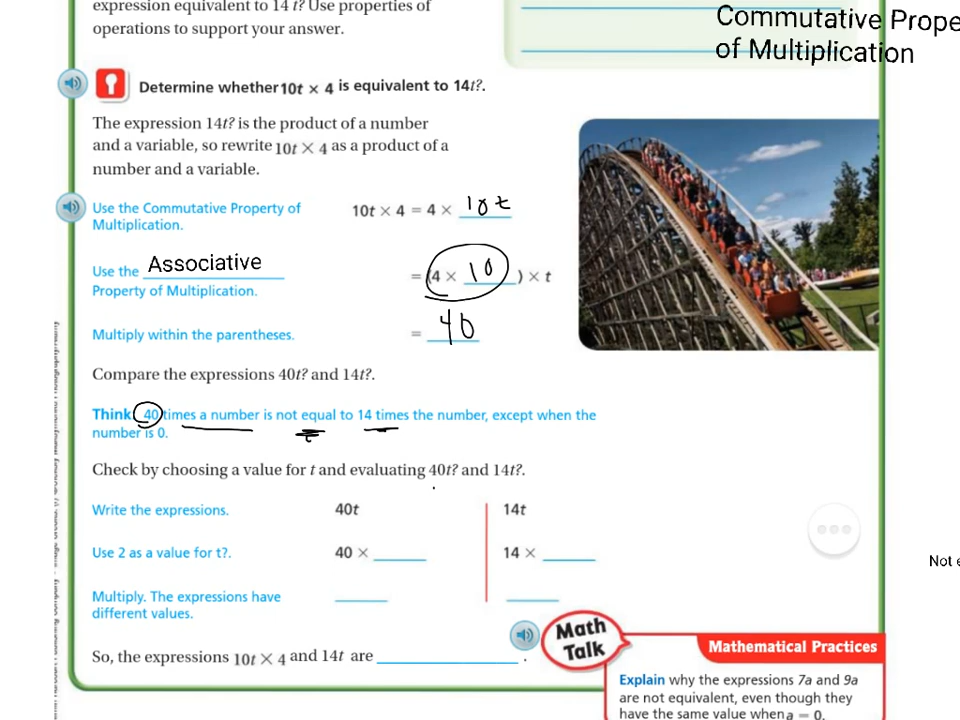 expression equivalent to 14 t? Use properties of
operations to support your answer.
Commutative Prope
of Multiplication
Determine whether 10t × 4 is equivalent to 14t?.
The expression 14t? is the product of a number
and a variable, so rewrite 10t × 4 as a product of a
number and a variable.
Use the Commutative Property of
Multiplication.
10t × 4 = 4 × 10t
Use the Associative
Property of Multiplication.
= (4 × 10) × t
Multiply within the parentheses.
= 40
Compare the expressions 40t? and 14t?.
Think: 40 times a number is not equal to 14 times the number, except when the
number is 0.
Check by choosing a value for t and evaluating 40t? and 14t?.
Write the expressions. 40t 14t
Use 2 as a value for t?. 40 × ______ 14 × ______
Multiply. The expressions have
different values.
Not e
So, the expressions 10t × 4 and 14t are ______.
Math
Talk
Mathematical Practices
Explain why the expressions 7a and 9a
are not equivalent, even though they
have the same value when a = 0.